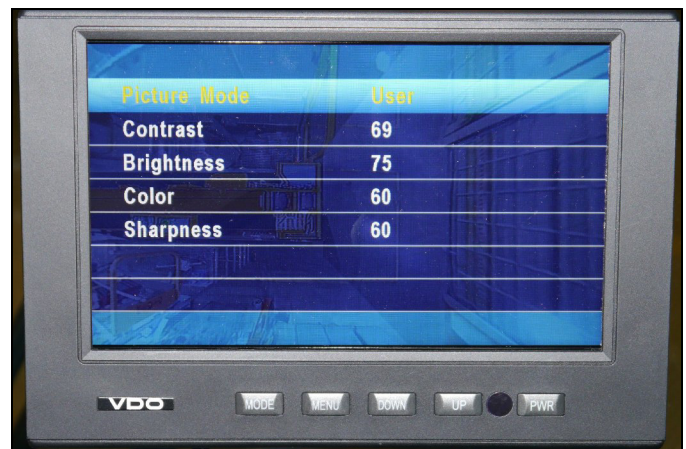 Picture Mode User
Contrast 69
Brightness 75
Color 60
Sharpness 60
VDO MODE MENU DOWN UP PWR